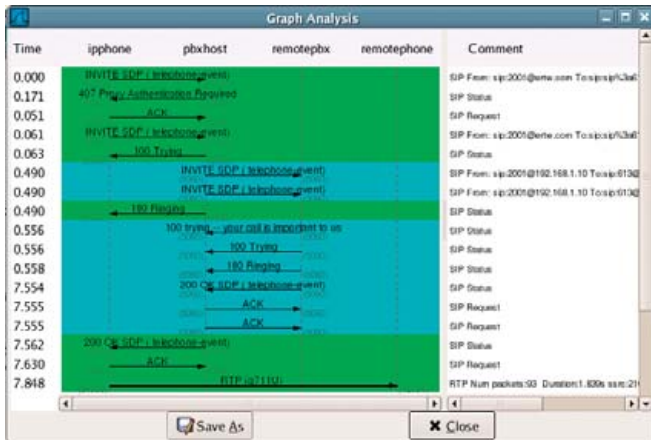 Graph Analysis
Time ipphone pbxhost remotepbx remotephone Comment
0.000 INVITE SDP ( telephone-event) SIP From: sip:2001@ertw.com To:sip:sip%3a6
0.171 407 Proxy Authentication Required SIP Status
0.051 ACK SIP Request
0.061 INVITE SDP ( telephone-event) SIP From: sip:2001@ertw.com To:sip:sip%3a6
0.063 100 Trying SIP Status
0.490 INVITE SDP ( telephone-event) SIP From: sip:2001@192.168.1.10 To:sip:613@
0.490 INVITE SDP ( telephone-event) SIP From: sip:2001@192.168.1.10 To:sip:613@
0.490 180 Ringing SIP Status
0.556 100 trying -- your call is important to us SIP Status
0.556 100 Trying SIP Status
0.558 180 Ringing SIP Status
7.554 200 OK SDP ( telephone-event) SIP Status
7.555 ACK SIP Request
7.555 ACK SIP Request
7.562 200 OK SDP ( telephone-event) SIP Status
7.630 ACK SIP Request
7.848 RTP (g711U) RTP Num packets:93 Duration:1.839s ssrc:21
Save As Close